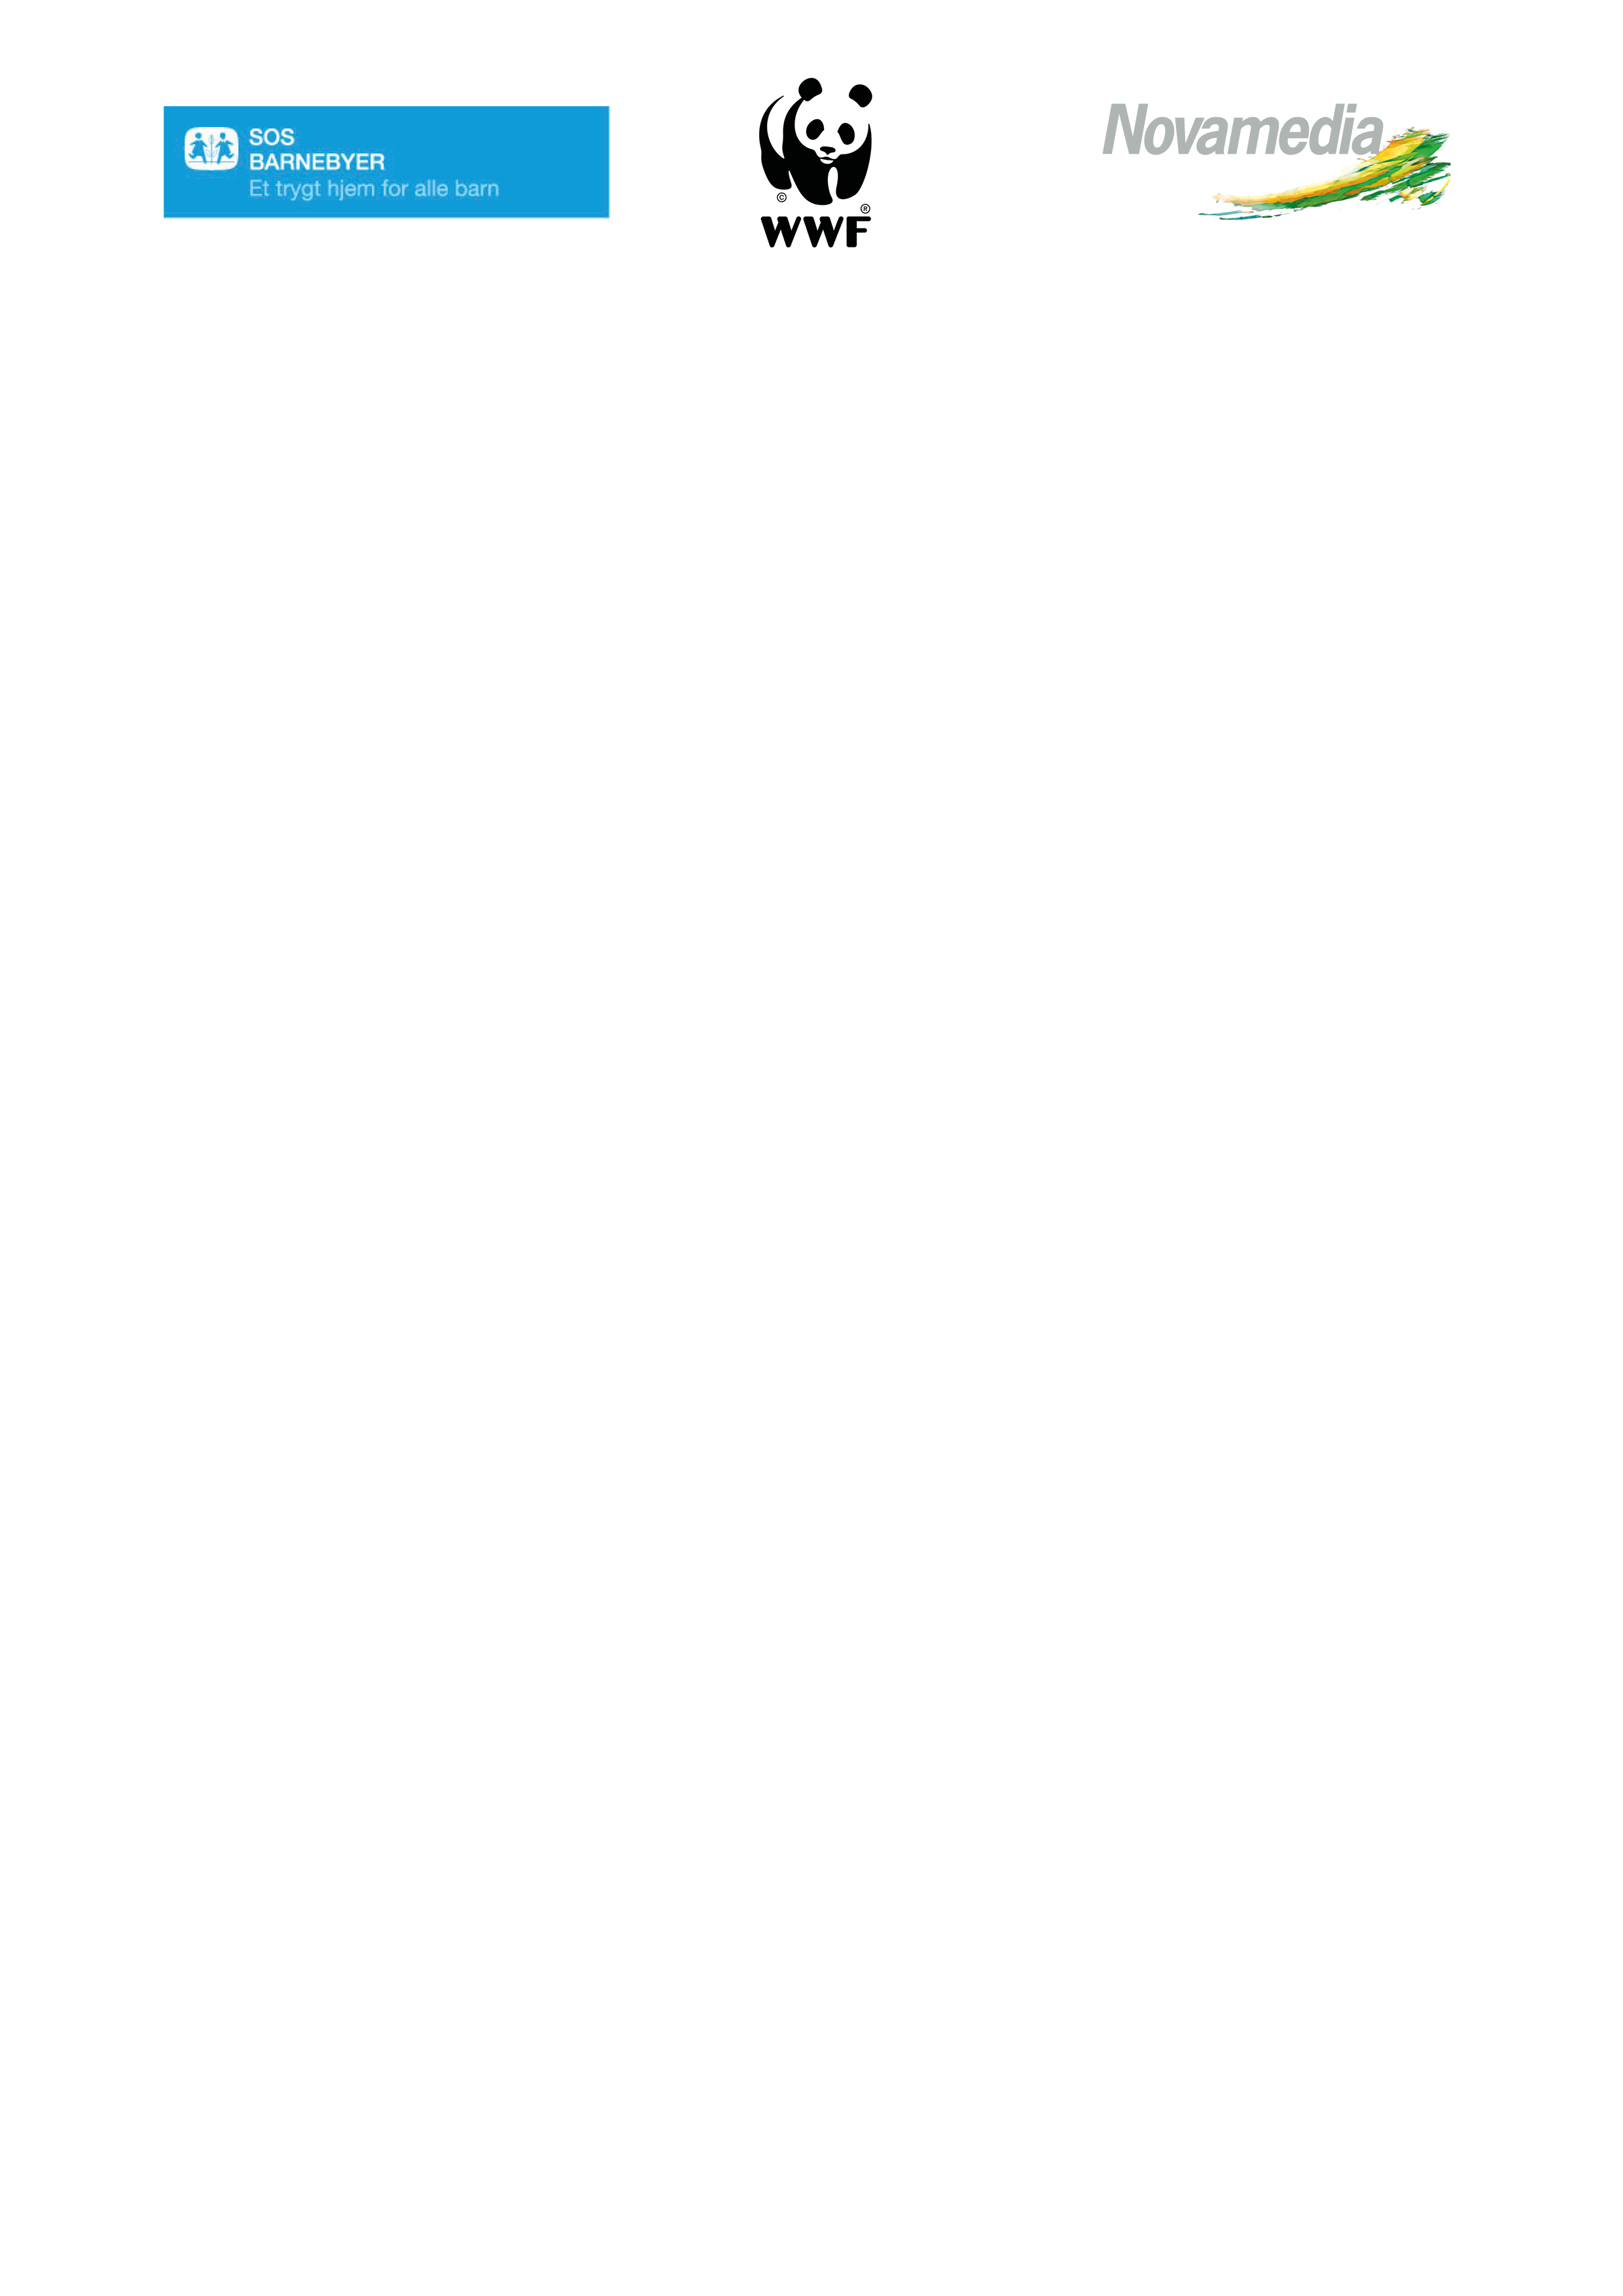 SOS
BARNEBYER
Et trygt hjem for alle barn
©
®
WWF
Novamedia